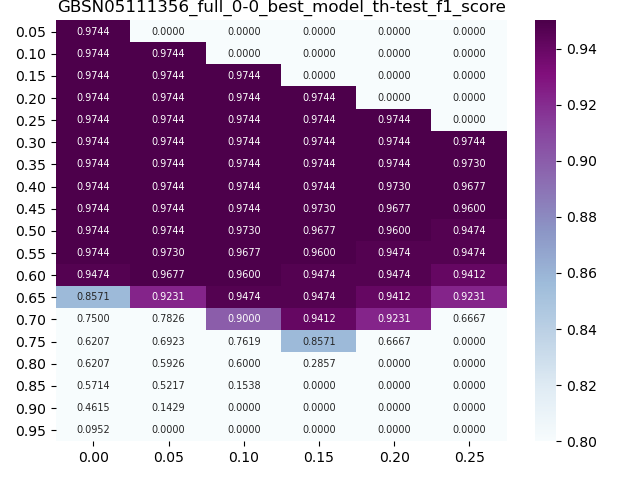 GBSN05111356_full_0-0_best_model_th-test_f1_score
0.05 0.9744 0.0000 0.0000 0.0000 0.0000 0.0000
0.10 0.9744 0.9744 0.0000 0.0000 0.0000 0.0000
0.15 0.9744 0.9744 0.9744 0.0000 0.0000 0.0000
0.20 0.9744 0.9744 0.9744 0.9744 0.0000 0.0000
0.25 0.9744 0.9744 0.9744 0.9744 0.9744 0.0000
0.30 0.9744 0.9744 0.9744 0.9744 0.9744 0.9744
0.35 0.9744 0.9744 0.9744 0.9744 0.9744 0.9730
0.40 0.9744 0.9744 0.9744 0.9744 0.9730 0.9677
0.45 0.9744 0.9744 0.9744 0.9730 0.9677 0.9600
0.50 0.9744 0.9744 0.9730 0.9677 0.9600 0.9474
0.55 0.9744 0.9730 0.9677 0.9600 0.9474 0.9474
0.60 0.9474 0.9677 0.9600 0.9474 0.9474 0.9412
0.65 0.8571 0.9231 0.9474 0.9474 0.9412 0.9231
0.70 0.7500 0.7826 0.9000 0.9412 0.9231 0.6667
0.75 0.6207 0.6923 0.7619 0.8571 0.6667 0.0000
0.80 0.6207 0.5926 0.6000 0.2857 0.0000 0.0000
0.85 0.5714 0.5217 0.1538 0.0000 0.0000 0.0000
0.90 0.4615 0.1429 0.0000 0.0000 0.0000 0.0000
0.95 0.0952 0.0000 0.0000 0.0000 0.0000 0.0000
0.00 0.05 0.10 0.15 0.20 0.25
0.94
0.92
0.90
0.88
0.86
0.84
0.82
0.80